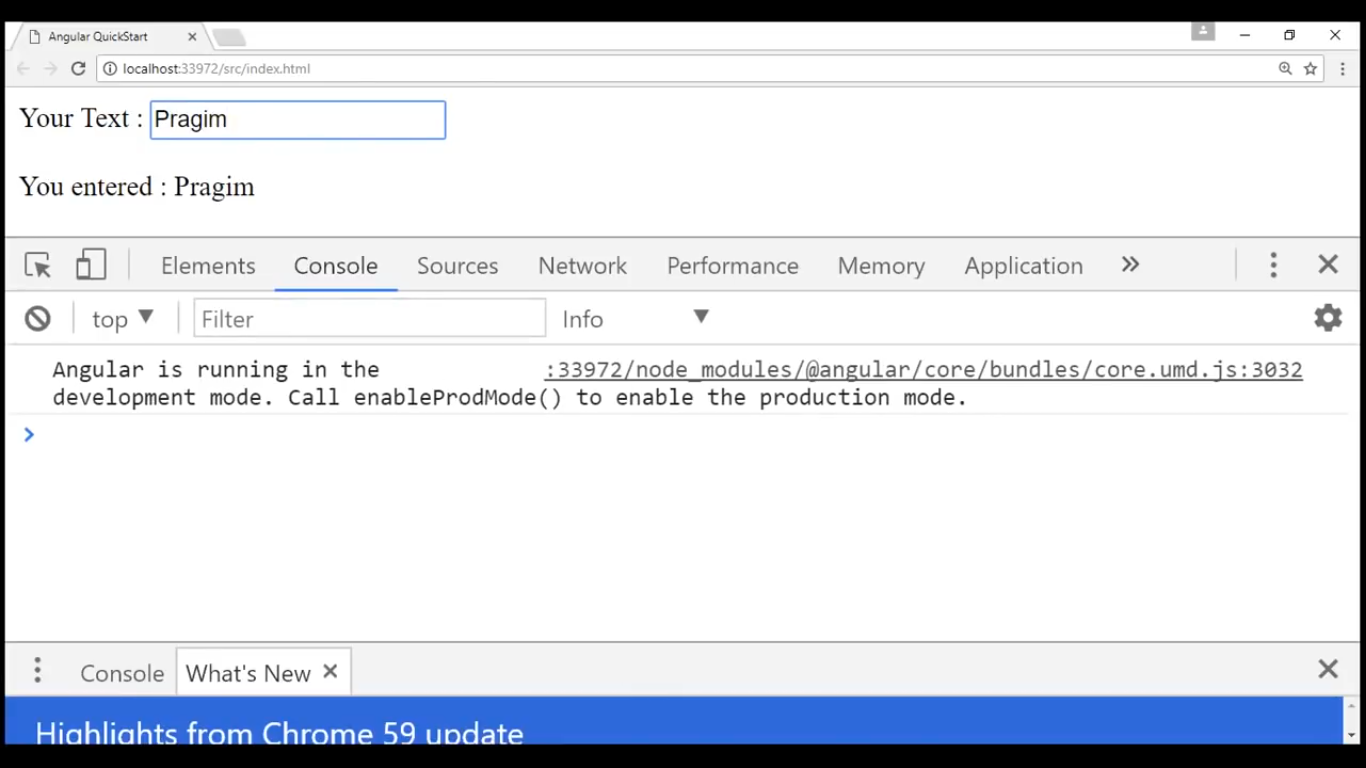 Angular QuickStart
localhost:33972/src/index.html
Your Text : Pragim
You entered : Pragim
Elements Console Sources Network Performance Memory Application
top Filter Info
Angular is running in the :33972/node_modules/@angular/core/bundles/core.umd.js:3032
development mode. Call enableProdMode() to enable the production mode.
Console What's New
Highlights from Chrome 59 update